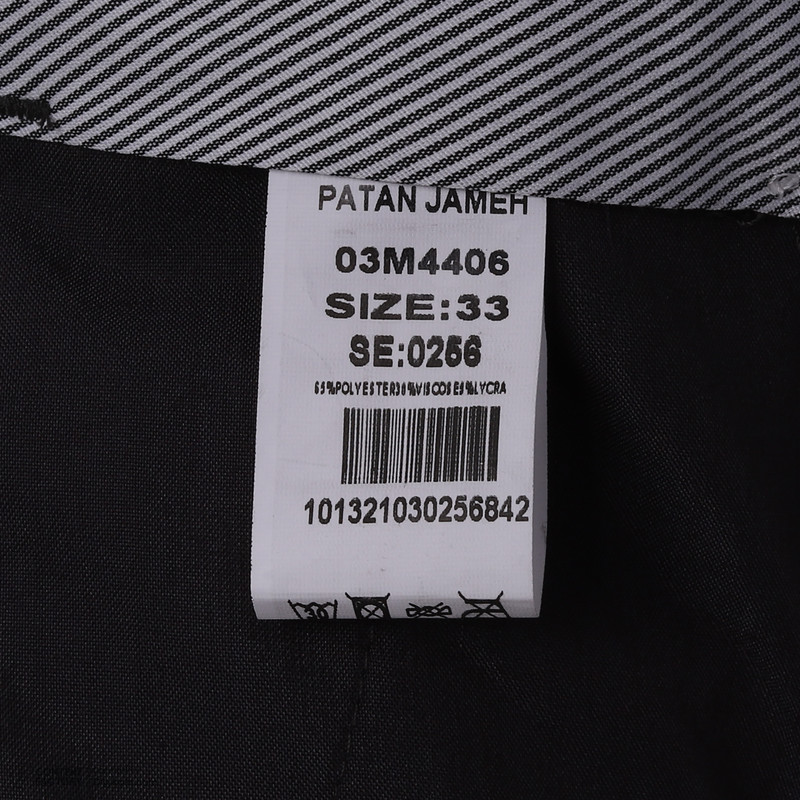 PATAN JAMEH
03M4406
SIZE:33
SE:0256
65%POLYESTER30%VISCOSE5%LYCRA
101321030256842